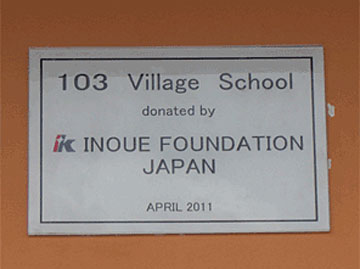 103 Village School
donated by
iK INOUE FOUNDATION
JAPAN
APRIL 2011